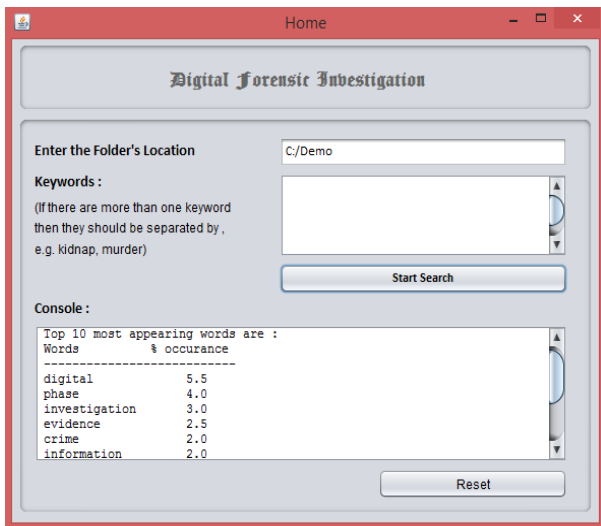 Home
Digital Forensic Investigation
Enter the Folder's Location
C:/Demo
Keywords :
(If there are more than one keyword
then they should be separated by ,
e.g. kidnap, murder)
Start Search
Console :
Top 10 most appearing words are :
Words % occurance
----------------------------
digital 5.5
phase 4.0
investigation 3.0
evidence 2.5
crime 2.0
information 2.0
Reset